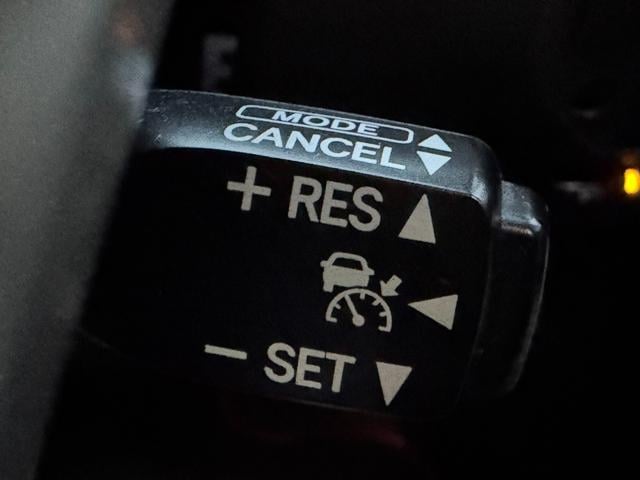 MODE
CANCEL
+ RES
− SET